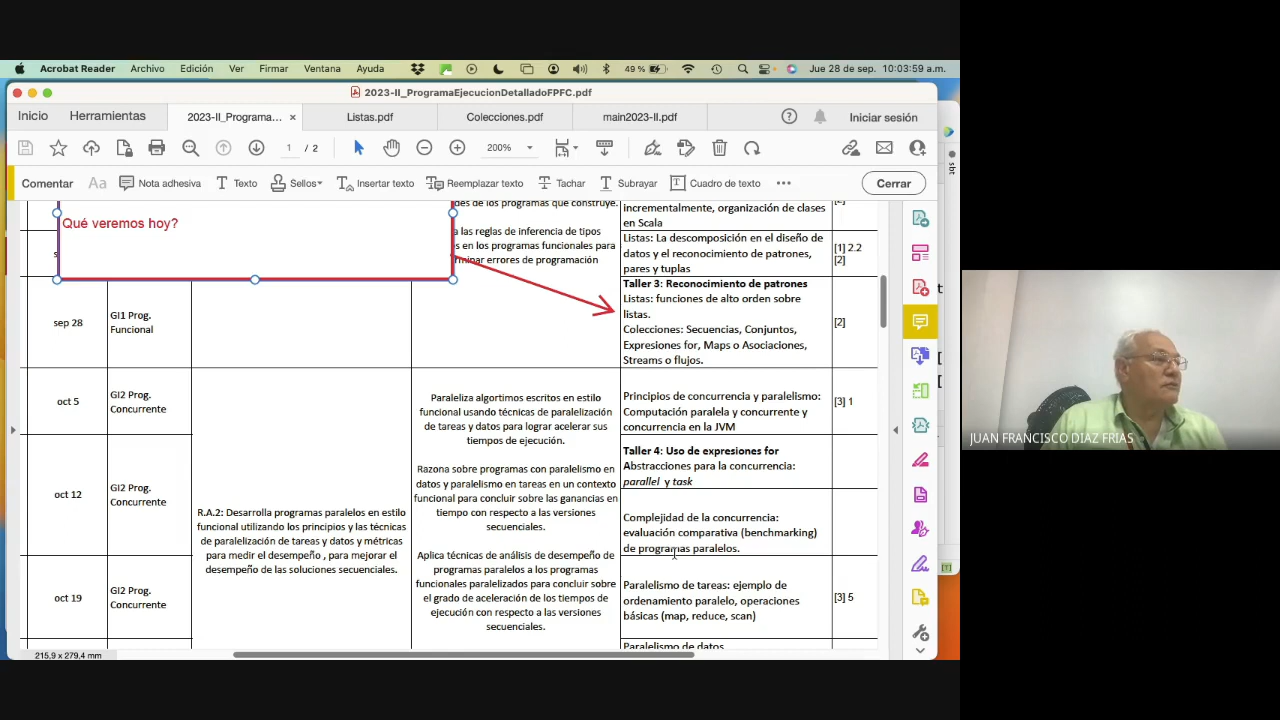 Acrobat Reader Archivo Edición Ver Firmar Ventana Ayuda 49 % Jue 28 de sep. 10:03:59 a.m.
2023-II_ProgramaEjecucionDetalladoFPFC.pdf
Inicio Herramientas 2023-II_Programa... × Listas.pdf Colecciones.pdf main2023-II.pdf Iniciar sesión
1 / 2 200%
Comentar Nota adhesiva Texto Sellos Insertar texto Reemplazar texto Tachar Subrayar Cuadro de texto Cerrar
sbt
Qué veremos hoy?
des de los programas que construye.
a las reglas de inferencia de tipos
s en los programas funcionales para
rminar errores de programación
incrementalmente, organización de clases
en Scala
Listas: La descomposición en el diseño de
datos y el reconocimiento de patrones,
pares y tuplas
[1] 2.2
[2]
sep 28
GI1 Prog.
Funcional
Taller 3: Reconocimiento de patrones
Listas: funciones de alto orden sobre
listas.
Colecciones: Secuencias, Conjuntos,
Expresiones for, Maps o Asociaciones,
Streams o flujos.
[2]
oct 5
GI2 Prog.
Concurrente
Principios de concurrencia y paralelismo:
Computación paralela y concurrente y
concurrencia en la JVM
[3] 1
oct 12
GI2 Prog.
Concurrente
Taller 4: Uso de expresiones for
Abstracciones para la concurrencia:
parallel y task
Complejidad de la concurrencia:
evaluación comparativa (benchmarking)
de programas paralelos.
oct 19
GI2 Prog.
Concurrente
R.A.2: Desarrolla programas paralelos en estilo
funcional utilizando los principios y las técnicas
de paralelización de tareas y datos y métricas
para medir el desempeño , para mejorar el
desempeño de las soluciones secuenciales.
Paraleliza algortimos escritos en estilo
funcional usando técnicas de paralelización
de tareas y datos para lograr acelerar sus
tiempos de ejecución.
Razona sobre programas con paralelismo en
datos y paralelismo en tareas en un contexto
funcional para concluir sobre las ganancias en
tiempo con respecto a las versiones
secuenciales.
Aplica técnicas de análisis de desempeño de
programas paralelos a los programas
funcionales paralelizados para concluir sobre
el grado de aceleración de los tiempos de
ejecución con respecto a las versiones
secuenciales.
Paralelismo de tareas: ejemplo de
ordenamiento paralelo, operaciones
básicas (map, reduce, scan)
[3] 5
Paralelismo de datos
215,9 x 279,4 mm
JUAN FRANCISCO DIAZ FRIAS